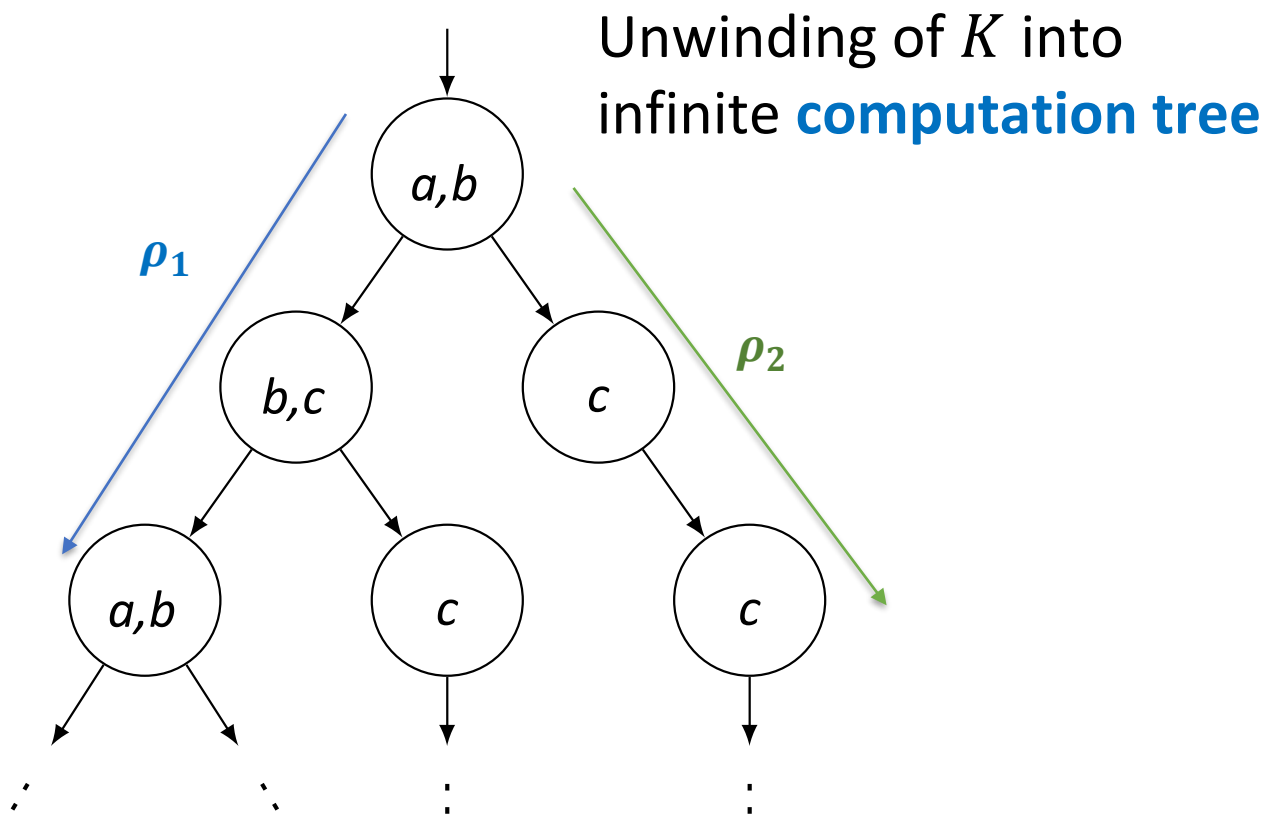 Unwinding of K into
infinite computation tree
a,b
ρ₁
ρ₂
b,c
c
a,b
c
c